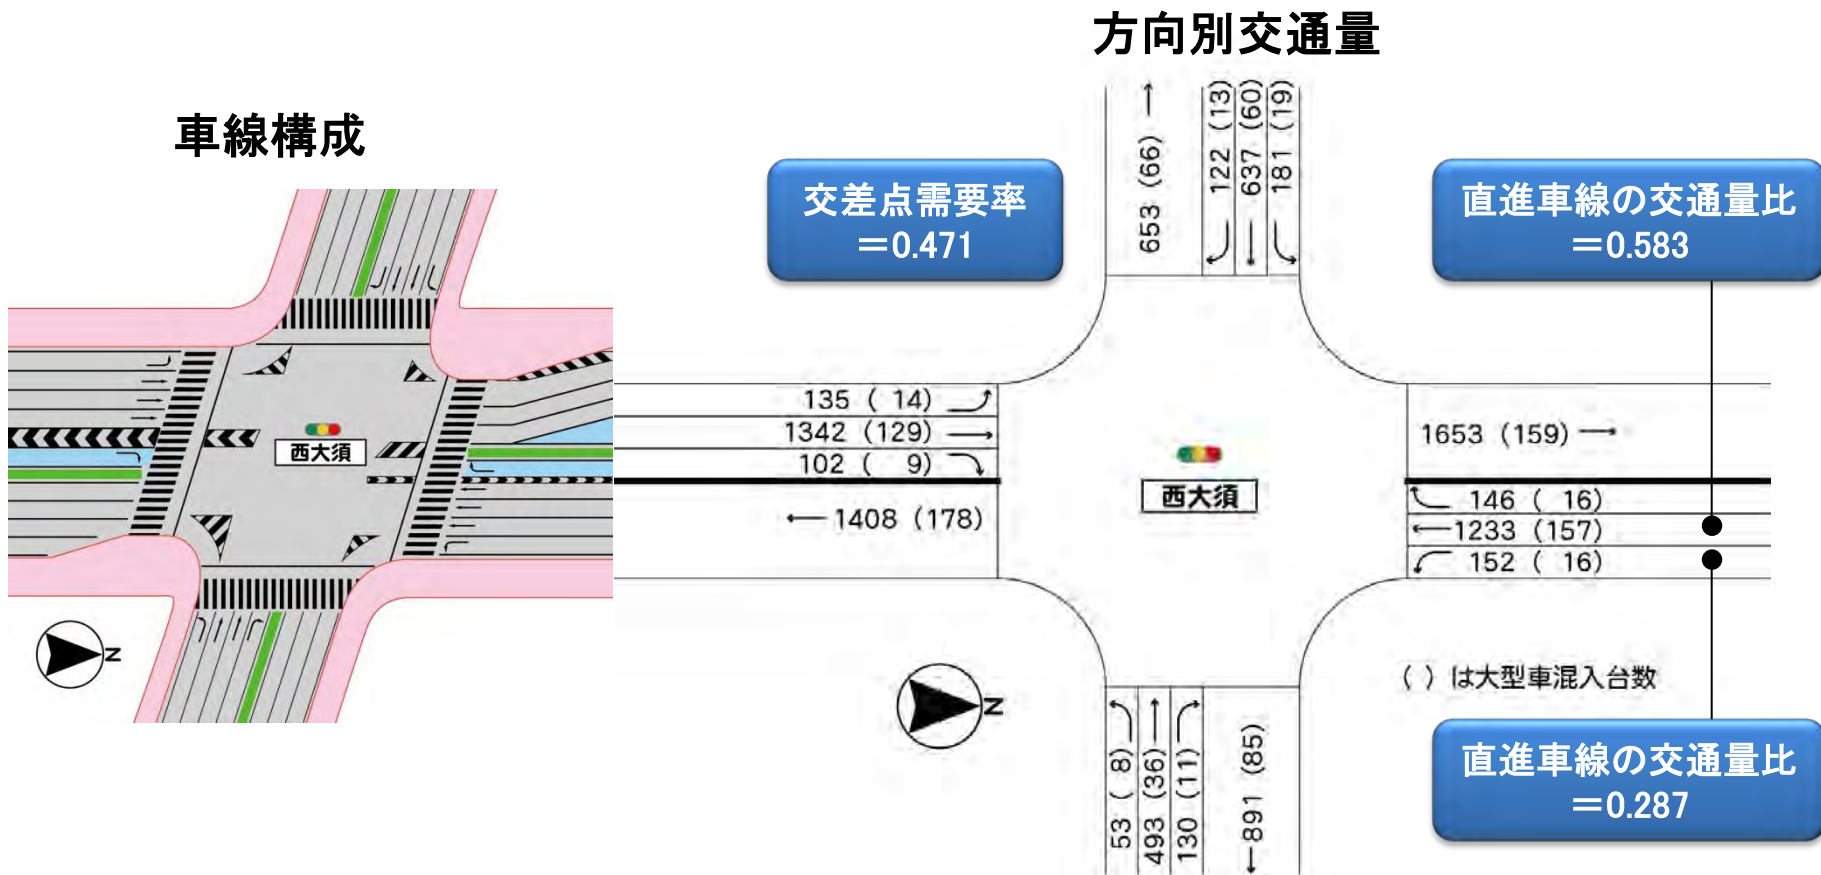 方向別交通量
車線構成
交差点需要率
＝0.471
直進車線の交通量比
＝0.583
653 (66)
122 (13)
637 (60)
181 (19)
135 ( 14)
1342 (129)
102 ( 9)
1408 (178)
1653 (159)
146 ( 16)
1233 (157)
152 ( 16)
西大須
西大須
N
N
( ) は大型車混入台数
53 ( 8)
493 (36)
130 (11)
891 (85)
直進車線の交通量比
＝0.287